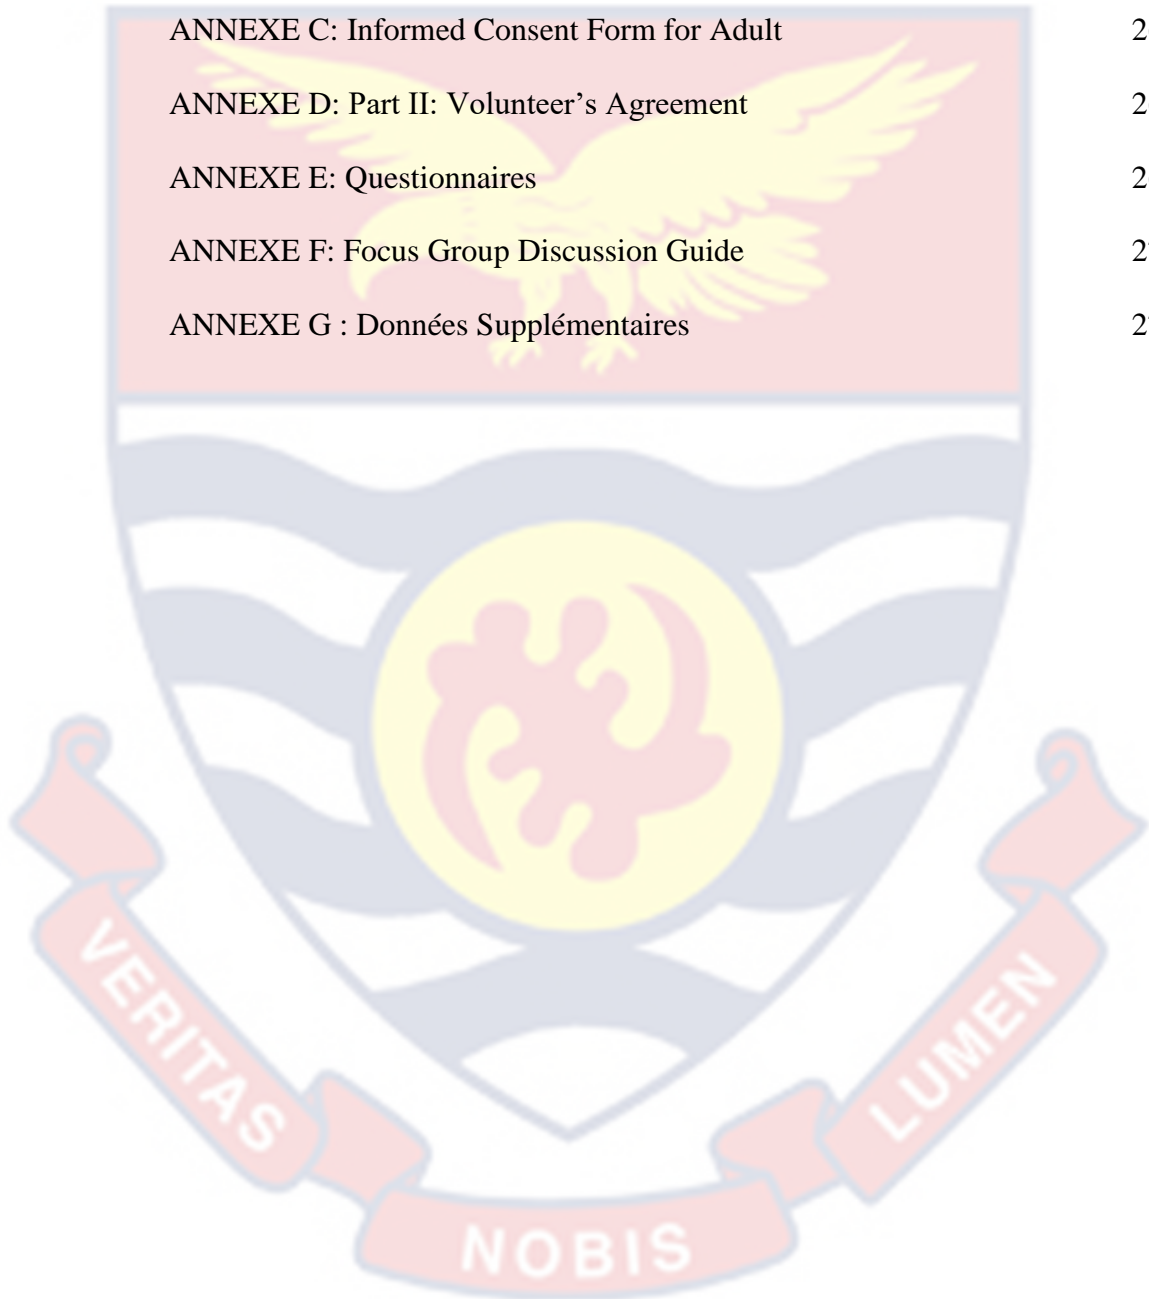 ANNEXE C: Informed Consent Form for Adult
ANNEXE D: Part II: Volunteer’s Agreement
ANNEXE E: Questionnaires
ANNEXE F: Focus Group Discussion Guide
ANNEXE G : Données Supplémentaires
VERITAS
NOBIS
LUMEN